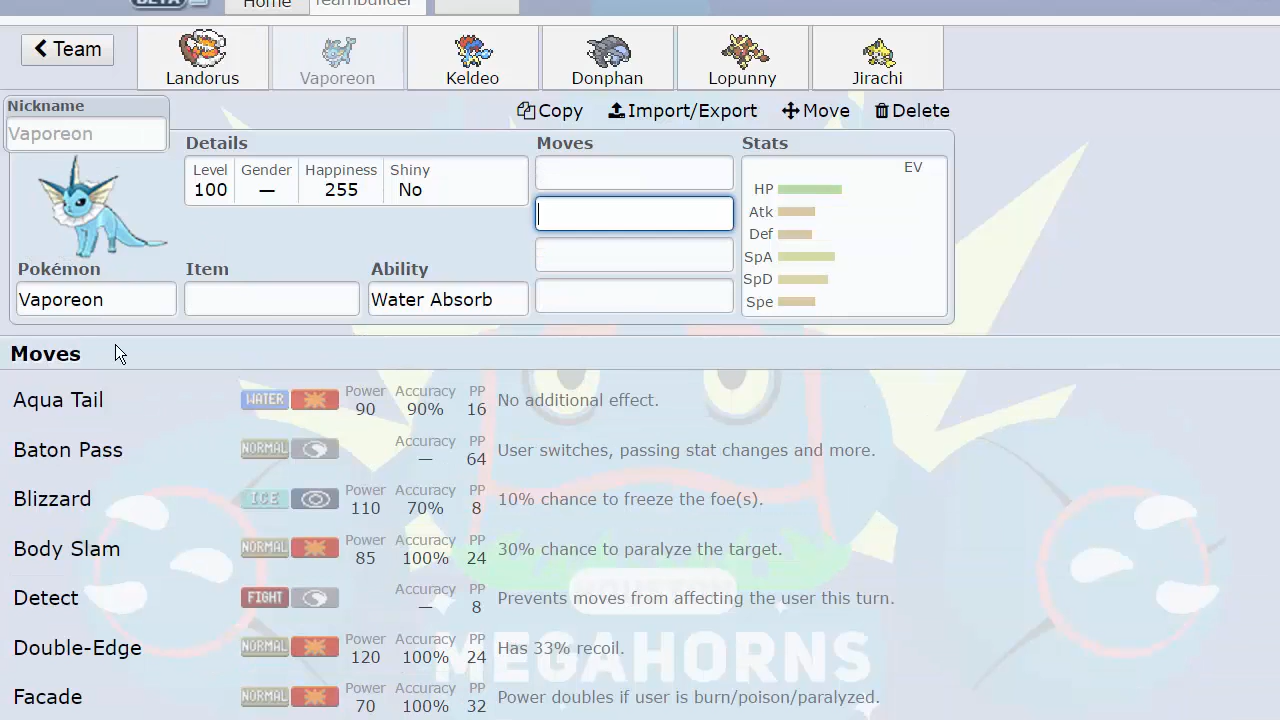 BETA
Home
Teambuilder
Team
Landorus
Vaporeon
Keldeo
Donphan
Lopunny
Jirachi
Nickname
Vaporeon
Copy
Import/Export
Move
Delete
Details
Moves
Stats
Level
Gender
Happiness
Shiny
100
—
255
No
EV
HP
Atk
Def
SpA
SpD
Spe
Pokémon
Item
Ability
Vaporeon
Water Absorb
Moves
Aqua Tail WATER Power 90 Accuracy 90% PP 16 No additional effect.
Baton Pass NORMAL Accuracy — PP 64 User switches, passing stat changes and more.
Blizzard ICE Power 110 Accuracy 70% PP 8 10% chance to freeze the foe(s).
Body Slam NORMAL Power 85 Accuracy 100% PP 24 30% chance to paralyze the target.
Detect FIGHT Accuracy — PP 8 Prevents moves from affecting the user this turn.
Double-Edge NORMAL Power 120 Accuracy 100% PP 24 Has 33% recoil.
Facade NORMAL Power 70 Accuracy 100% PP 32 Power doubles if user is burn/poison/paralyzed.
MEGAHORNS